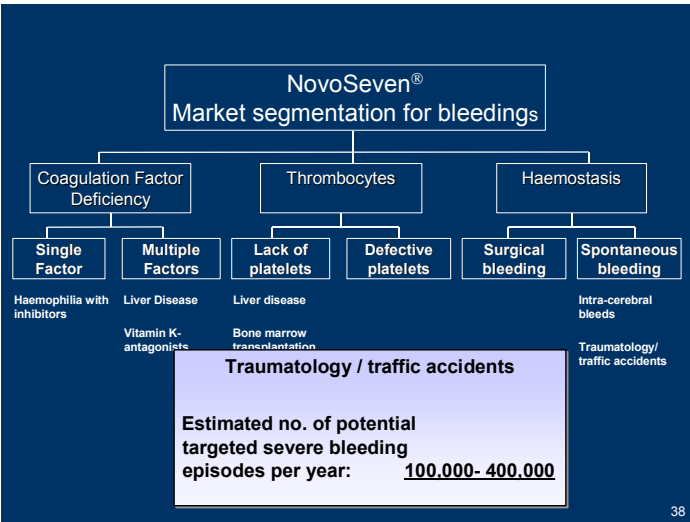 NovoSeven®
Market segmentation for bleedings
Coagulation Factor
Deficiency
Thrombocytes
Haemostasis
Single
Factor
Multiple
Factors
Lack of
platelets
Defective
platelets
Surgical
bleeding
Spontaneous
bleeding
Haemophilia with
inhibitors
Liver Disease
Vitamin K-
antagonists
Liver disease
Bone marrow
transplantation
Intra-cerebral
bleeds
Traumatology/
traffic accidents
Traumatology / traffic accidents
Estimated no. of potential
targeted severe bleeding
episodes per year: 100,000- 400,000
38